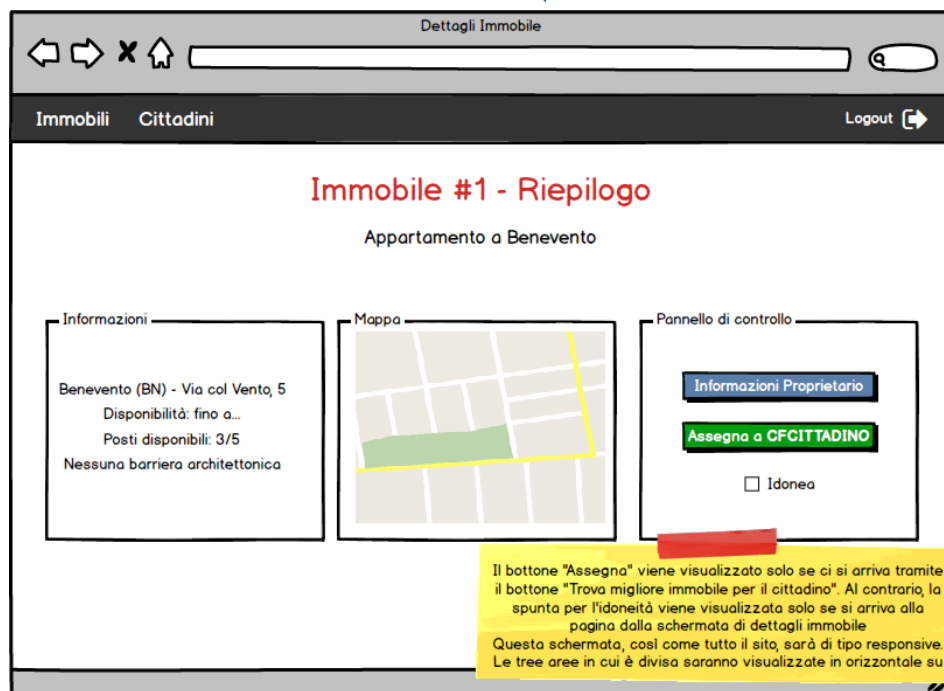 Dettagli Immobile
Immobili Cittadini Logout
Immobile #1 - Riepilogo
Appartamento a Benevento
Informazioni
Benevento (BN) - Via col Vento, 5
Disponibilità: fino a...
Posti disponibili: 3/5
Nessuna barriera architettonica
Mappa
Pannello di controllo
Informazioni Proprietario
Assegna a CFCITTADINO
Idonea
Il bottone "Assegna" viene visualizzato solo se ci si arriva tramite
il bottone "Trova migliore immobile per il cittadino". Al contrario, la
spunta per l'idoneità viene visualizzata solo se si arriva alla
pagina dalla schermata di dettagli immobile
Questa schermata, così come tutto il sito, sarà di tipo responsive.
Le tree aree in cui è divisa saranno visualizzate in orizzontale su